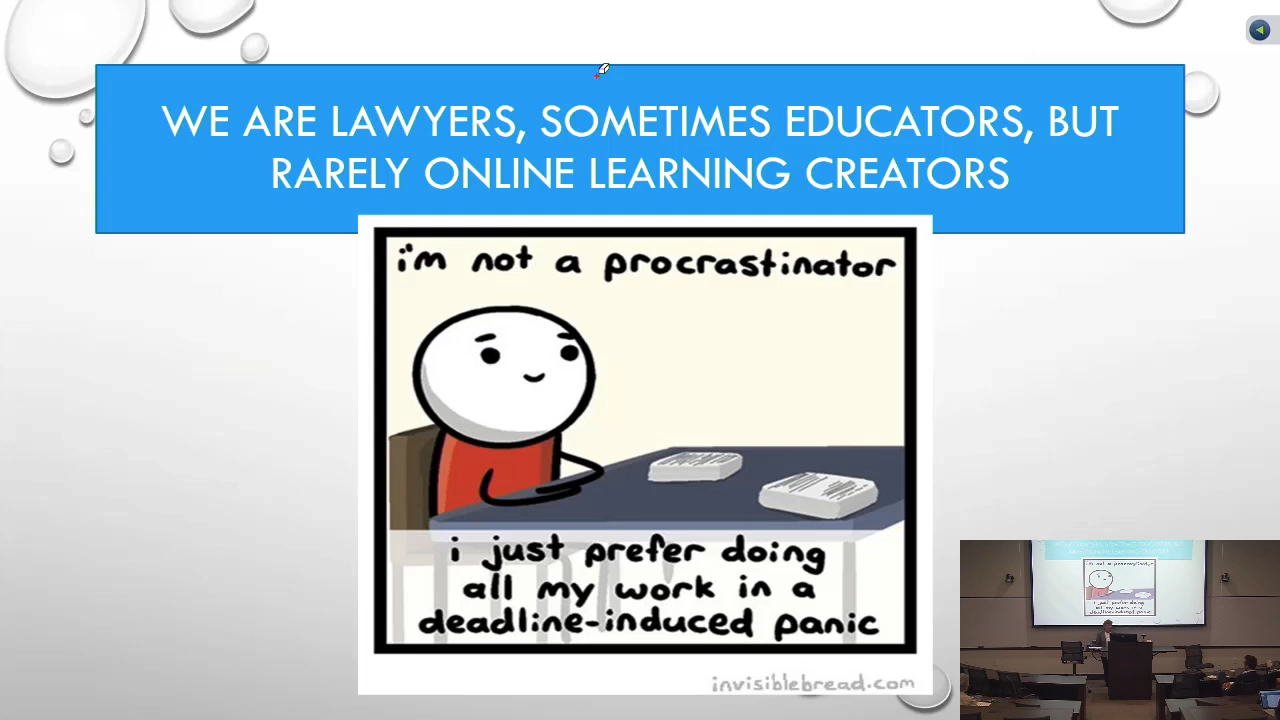 WE ARE LAWYERS, SOMETIMES EDUCATORS, BUT
RARELY ONLINE LEARNING CREATORS
i'm not a procrastinator
i just prefer doing
all my work in a
deadline-induced panic
invisiblebread.com